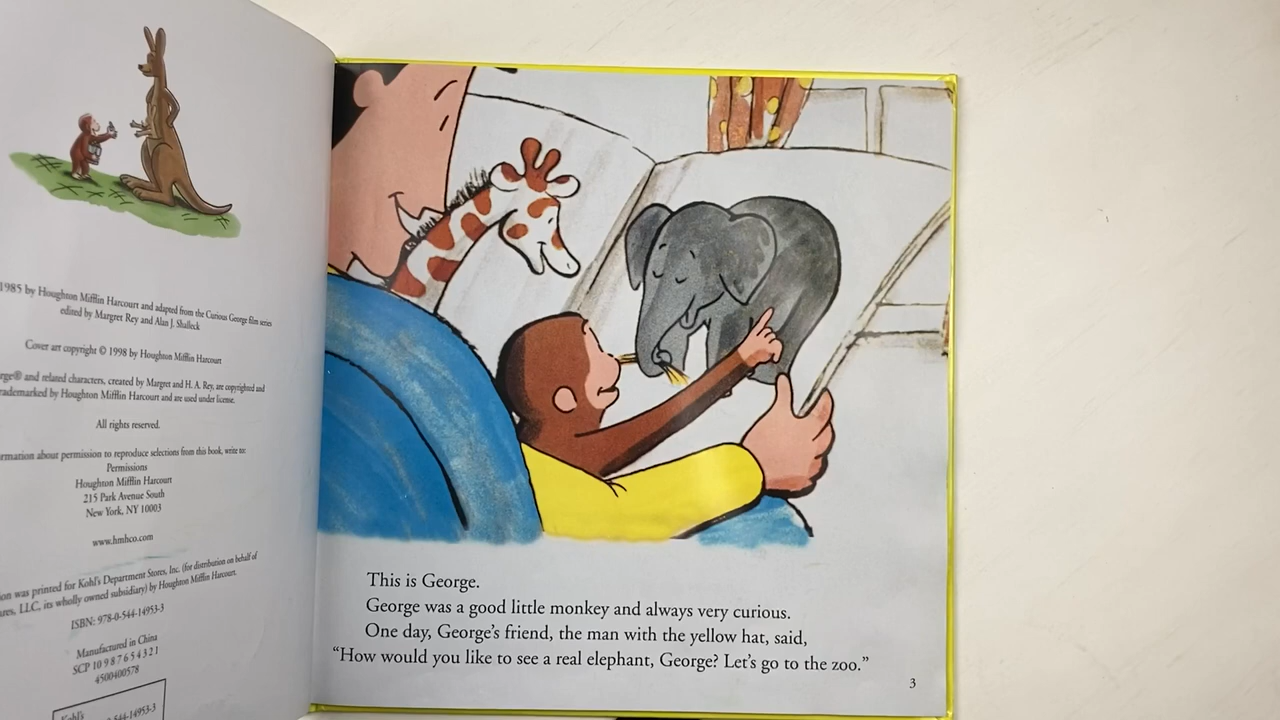 1985 by Houghton Mifflin Harcourt and adapted from the Curious George film series
edited by Margret Rey and Alan J. Shalleck
Cover art copyright © 1998 by Houghton Mifflin Harcourt
and related characters, created by Margret and H. A. Rey, are copyrighted and
by Houghton Mifflin Harcourt and are used under license.
All rights reserved.
about permission to reproduce selections from this book, write to:
Permissions
Houghton Mifflin Harcourt
215 Park Avenue South
New York, NY 10003
www.hmhco.com
was printed for Kohl's Department Stores, Inc. (for distribution on behalf of
LLC, its wholly owned subsidiary) by Houghton Mifflin Harcourt.
ISBN: 978-0-544-14953-3
Manufactured in China
SCP 10 9 8 7 6 5 4 3 2 1
4500400578
Kohl's
-544-14953-3
This is George.
George was a good little monkey and always very curious.
One day, George's friend, the man with the yellow hat, said,
“How would you like to see a real elephant, George? Let's go to the zoo.”
3